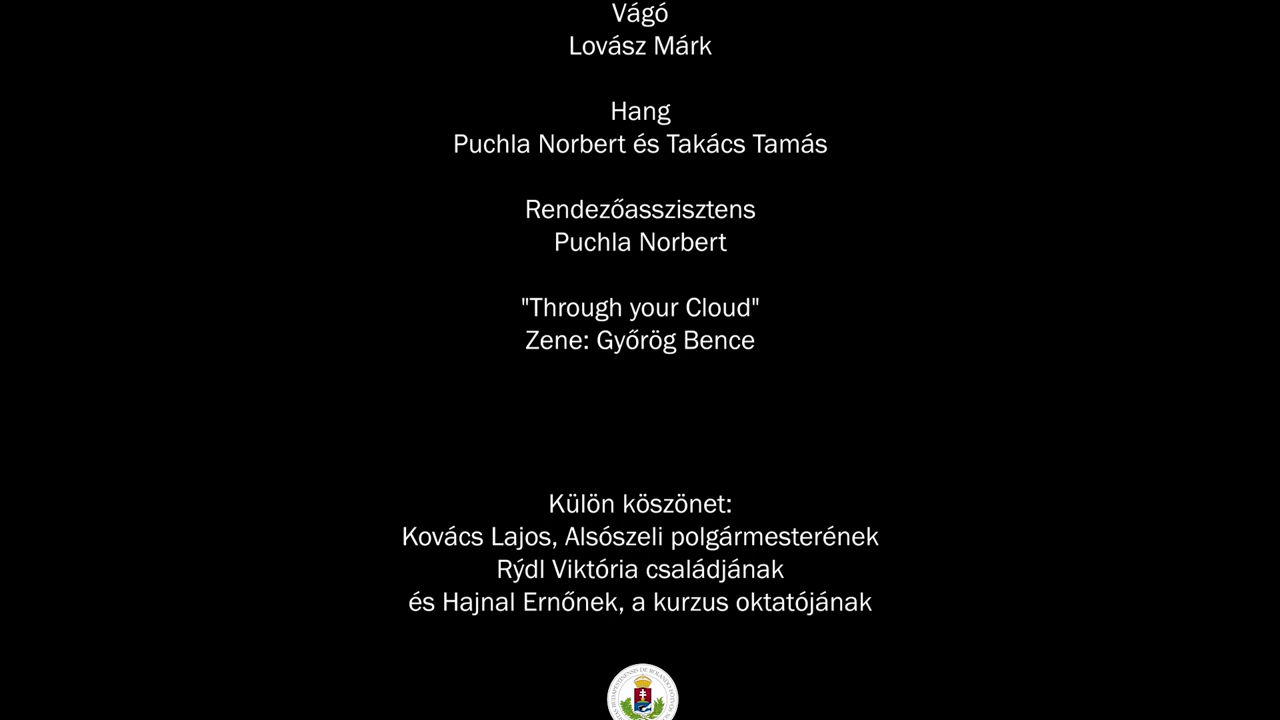 Vágó
Lovász Márk
Hang
Puchla Norbert és Takács Tamás
Rendezőasszisztens
Puchla Norbert
"Through your Cloud"
Zene: Győrög Bence
Külön köszönet:
Kovács Lajos, Alsószeli polgármesterének
Rýdl Viktória családjának
és Hajnal Ernőnek, a kurzus oktatójának